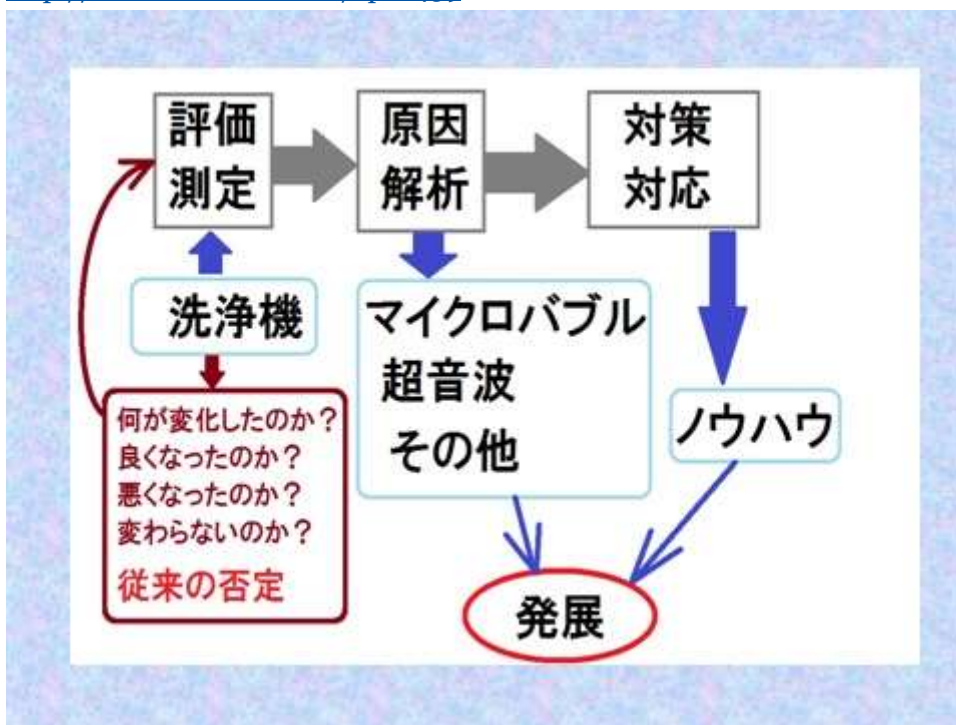 評価
測定
原因
解析
対策
対応
洗浄機
マイクロバブル
超音波
その他
ノウハウ
何が変化したのか？
良くなったのか？
悪くなったのか？
変わらないのか？
従来の否定
発展